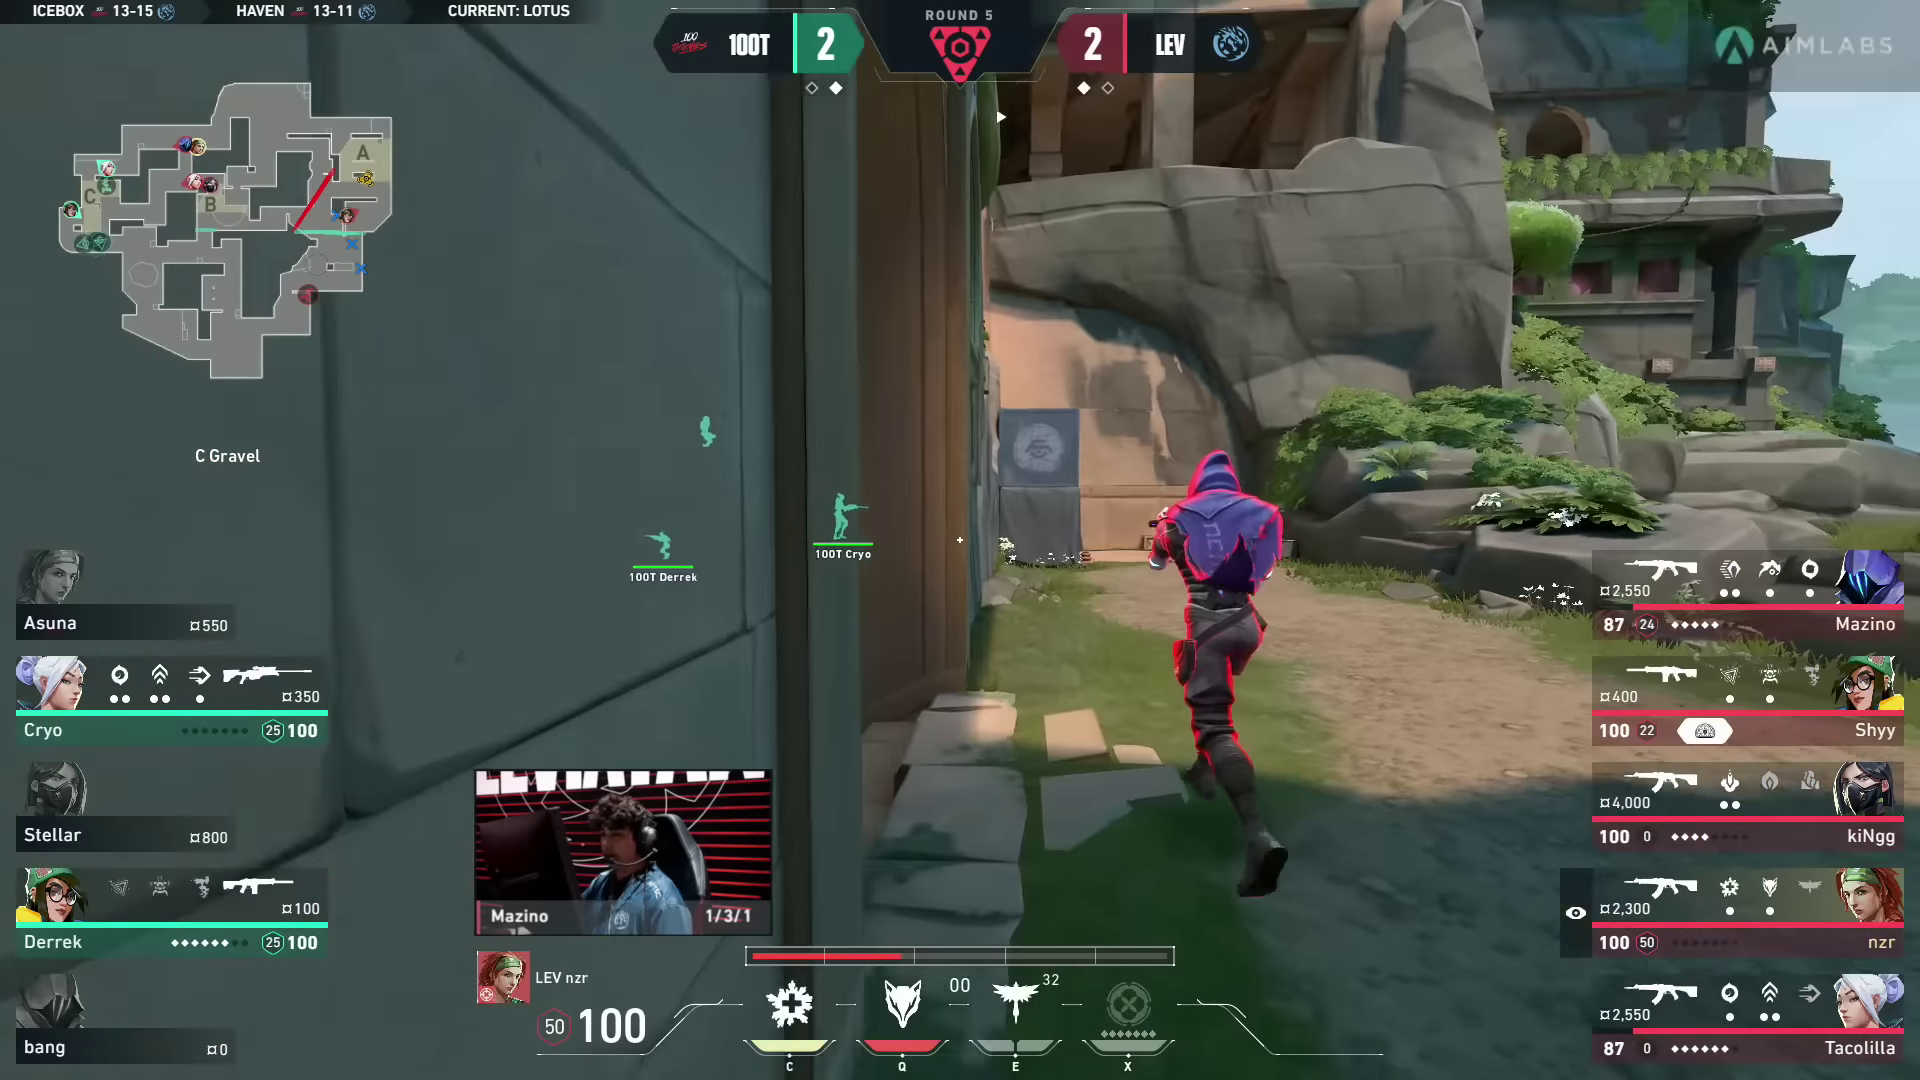 ICEBOX 13-15 HAVEN 13-11 CURRENT: LOTUS
100 THIEVES 100T 2 ROUND 5 2 LEV
AIMLABS
A
C
B
C Gravel
100T Cryo
100T Derrek
Asuna ¤550
¤350
Cryo 25 100
Stellar ¤800
¤100
Derrek 25 100
bang ¤0
¤2,550
87 24 Mazino
¤400
100 22 Shyy
¤4,000
100 0 kiNgg
¤2,300
100 50 nzr
¤2,550
87 0 Tacolilla
Mazino 1/3/1
LEV nzr
50 100
00 32
C Q E X